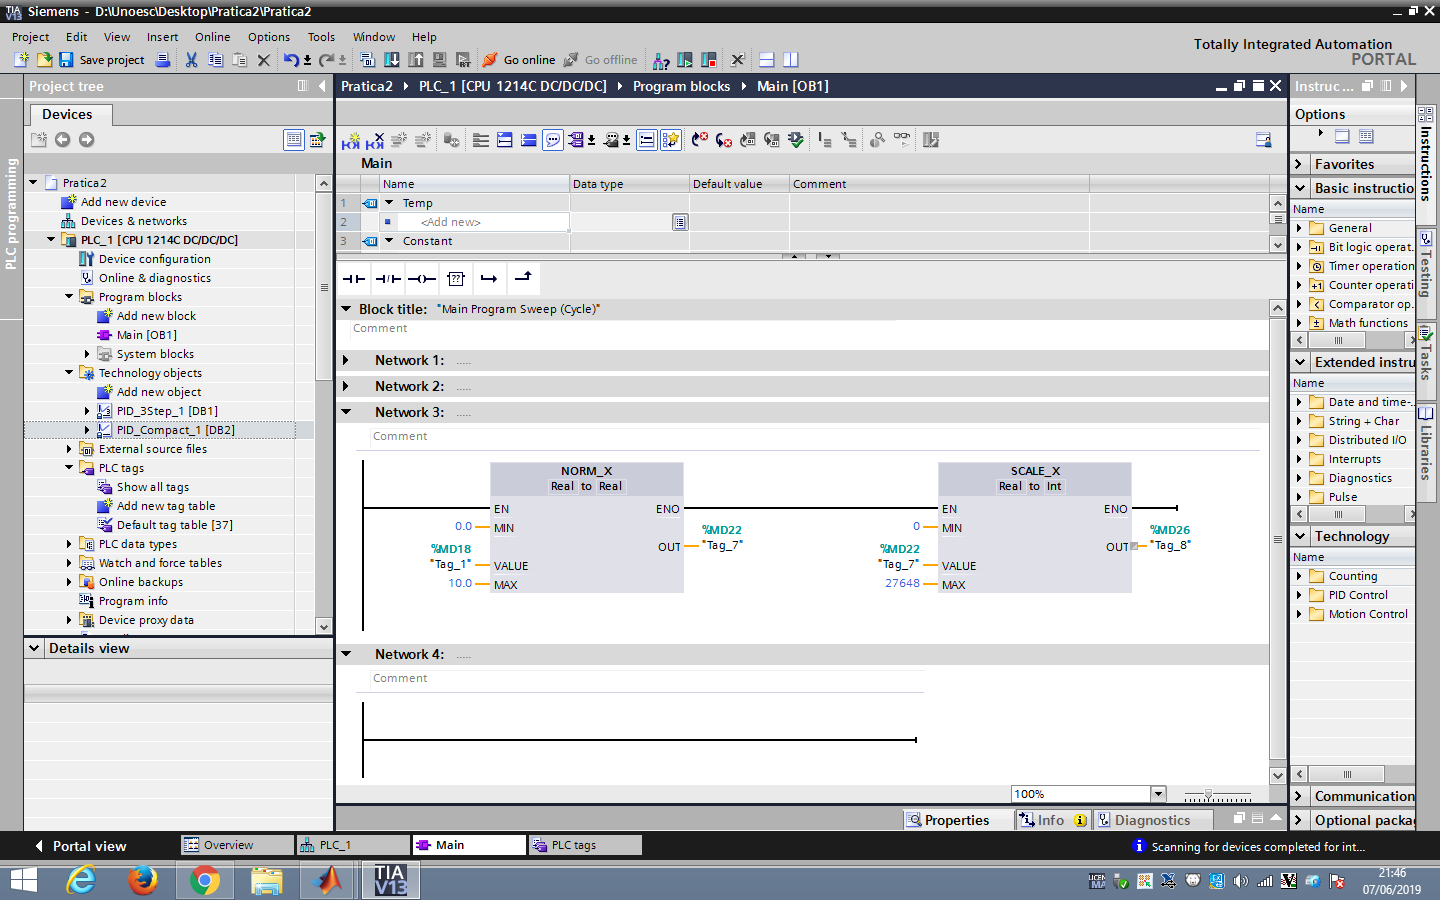 TIA V13 Siemens - D:\Unoesc\Desktop\Pratica2\Pratica2
Project Edit View Insert Online Options Tools Window Help
Totally Integrated Automation
PORTAL
Save project Go online Go offline
Project tree
Pratica2 PLC_1 [CPU 1214C DC/DC/DC] Program blocks Main [OB1]
Instruc...
Devices
Options
PLC programming
Main
Name Data type Default value Comment
1 Temp
2 <Add new>
3 Constant
Pratica2
Add new device
Devices & networks
PLC_1 [CPU 1214C DC/DC/DC]
Device configuration
Online & diagnostics
Program blocks
Add new block
Main [OB1]
System blocks
Technology objects
Add new object
PID_3Step_1 [DB1]
PID_Compact_1 [DB2]
External source files
PLC tags
Show all tags
Add new tag table
Default tag table [37]
PLC data types
Watch and force tables
Online backups
Program info
Device proxy data
Details view
Block title: "Main Program Sweep (Cycle)"
Comment
Network 1: .....
Network 2: .....
Network 3: .....
Comment
NORM_X
Real to Real
EN ENO
0.0 MIN
%MD22
OUT "Tag_7"
%MD18
"Tag_1" VALUE
10.0 MAX
SCALE_X
Real to Int
EN ENO
0 MIN
%MD26
OUT "Tag_8"
%MD22
"Tag_7" VALUE
27648 MAX
Network 4: .....
Comment
100%
Properties Info Diagnostics
Favorites
Basic instructio
Name
General
Bit logic operat.
Timer operation
Counter operati
Comparator op.
Math functions
Extended instru
Name
Date and time-..
String + Char
Distributed I/O
Interrupts
Diagnostics
Pulse
Technology
Name
Counting
PID Control
Motion Control
Communication
Optional packa
Instructions
Testing
Tasks
Libraries
Portal view Overview PLC_1 Main PLC tags
Scanning for devices completed for int...
TIA V13
21:46
07/06/2019